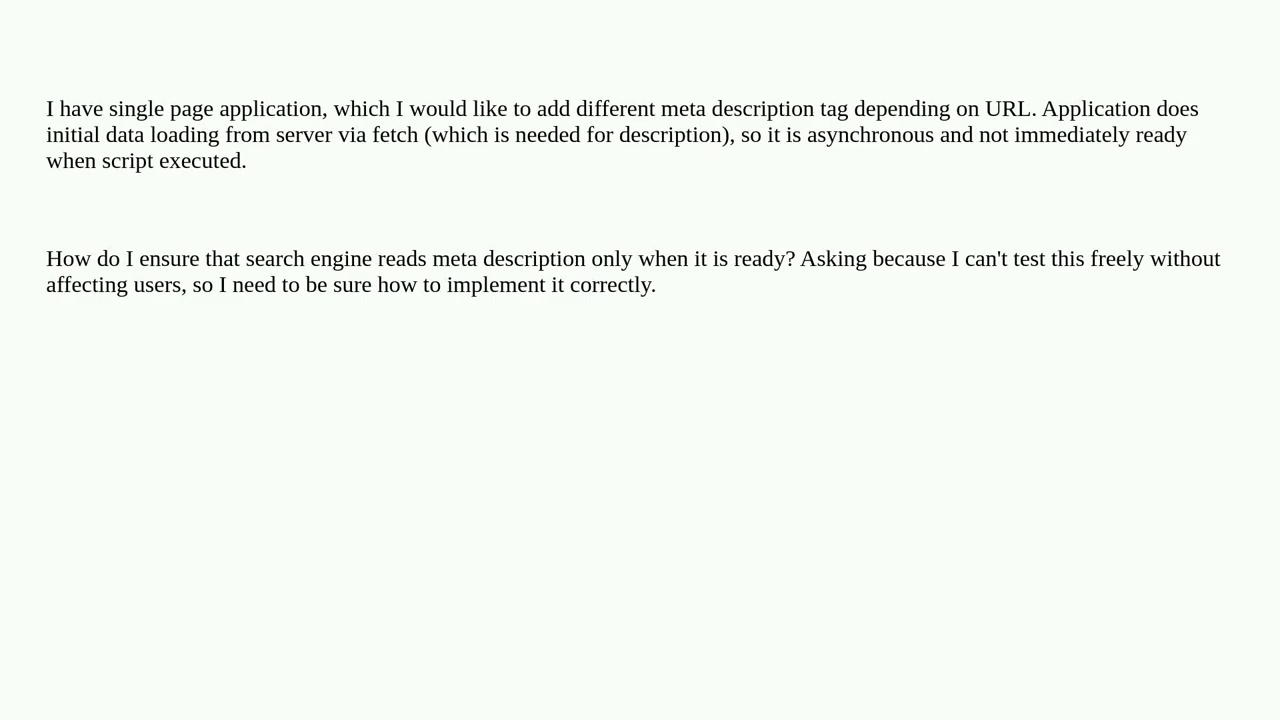 I have single page application, which I would like to add different meta description tag depending on URL. Application does
initial data loading from server via fetch (which is needed for description), so it is asynchronous and not immediately ready
when script executed.
How do I ensure that search engine reads meta description only when it is ready? Asking because I can't test this freely without
affecting users, so I need to be sure how to implement it correctly.